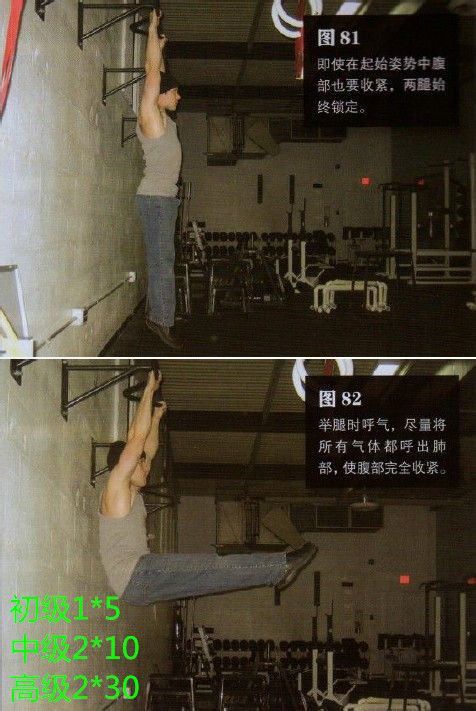 图 81
即使在起始姿势中腹
部也要收紧，两腿始
终锁定。
图 82
举腿时呼气，尽量将
所有气体都呼出肺
部，使腹部完全收紧。
初级1*5
中级2*10
高级2*30